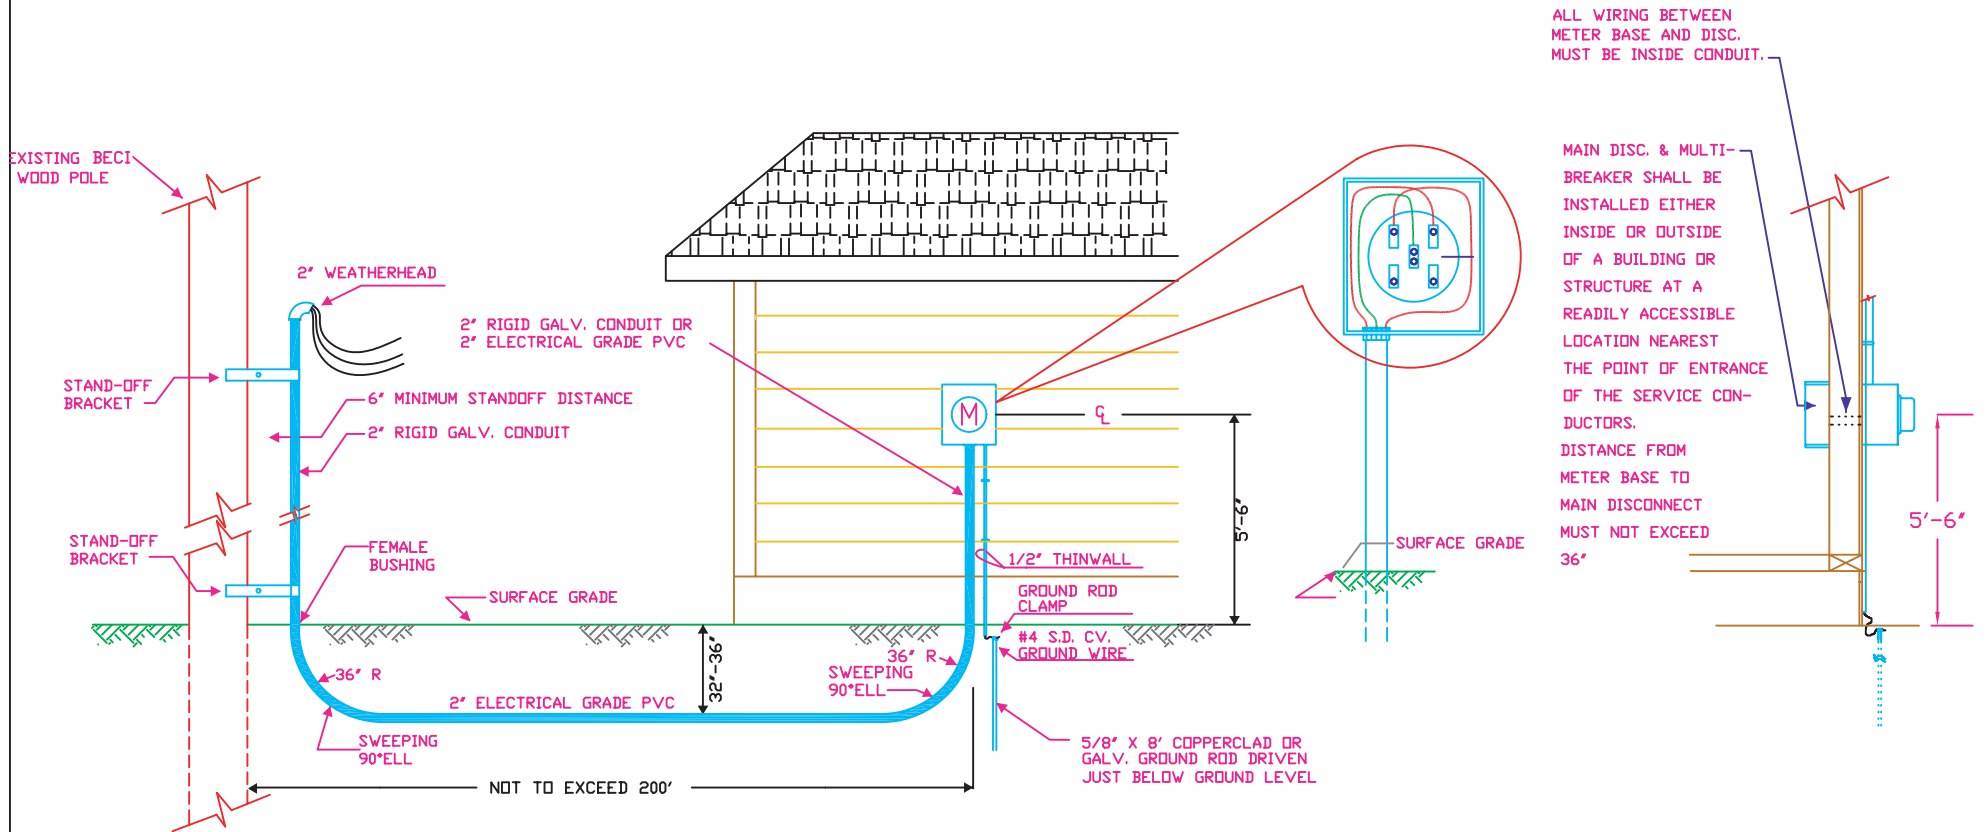 ALL WIRING BETWEEN
METER BASE AND DISC.
MUST BE INSIDE CONDUIT.
EXISTING BECI
WOOD POLE
2" WEATHERHEAD
2" RIGID GALV. CONDUIT OR
2" ELECTRICAL GRADE PVC
STAND-OFF
BRACKET
6" MINIMUM STANDOFF DISTANCE
2" RIGID GALV. CONDUIT
M
CL
5'-6"
STAND-OFF
BRACKET
FEMALE
BUSHING
1/2" THINWALL
SURFACE GRADE
GROUND ROD
CLAMP
#4 S.D. CV.
GROUND WIRE
36" R
36" R
SWEEPING
90°ELL
32"-36"
2" ELECTRICAL GRADE PVC
SWEEPING
90°ELL
5/8" X 8' COPPERCLAD OR
GALV. GROUND ROD DRIVEN
JUST BELOW GROUND LEVEL
NOT TO EXCEED 200'
SURFACE GRADE
MAIN DISC. & MULTI-
BREAKER SHALL BE
INSTALLED EITHER
INSIDE OR OUTSIDE
OF A BUILDING OR
STRUCTURE AT A
READILY ACCESSIBLE
LOCATION NEAREST
THE POINT OF ENTRANCE
OF THE SERVICE CON-
DUCTORS.
DISTANCE FROM
METER BASE TO
MAIN DISCONNECT
MUST NOT EXCEED
36"
5'-6"